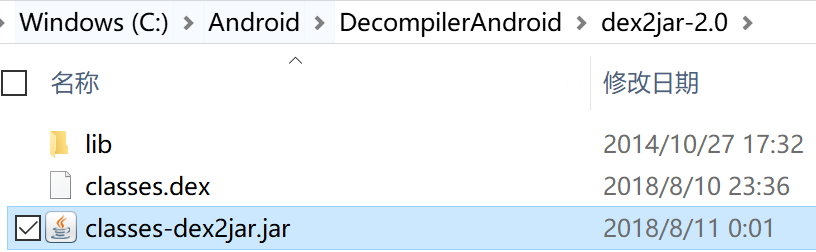 Windows (C:) > Android > DecompilerAndroid > dex2jar-2.0 >
名称 修改日期
lib 2014/10/27 17:32
classes.dex 2018/8/10 23:36
classes-dex2jar.jar 2018/8/11 0:01